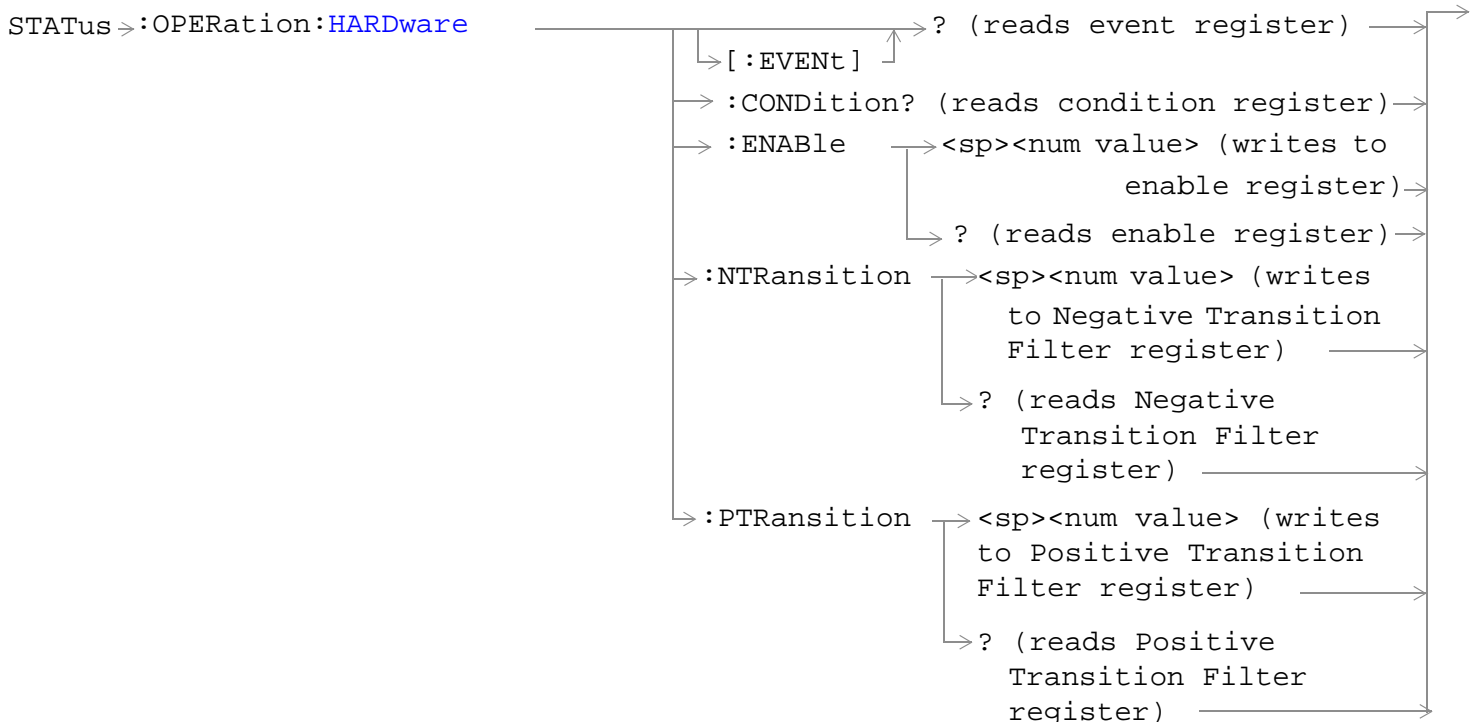 STATus :OPERation:HARDware ? (reads event register)
[:EVENt]
:CONDition? (reads condition register)
:ENABle <sp><num value> (writes to
enable register)
? (reads enable register)
:NTRansition <sp><num value> (writes
to Negative Transition
Filter register)
? (reads Negative
Transition Filter
register)
:PTRansition <sp><num value> (writes
to Positive Transition
Filter register)
? (reads Positive
Transition Filter
register)